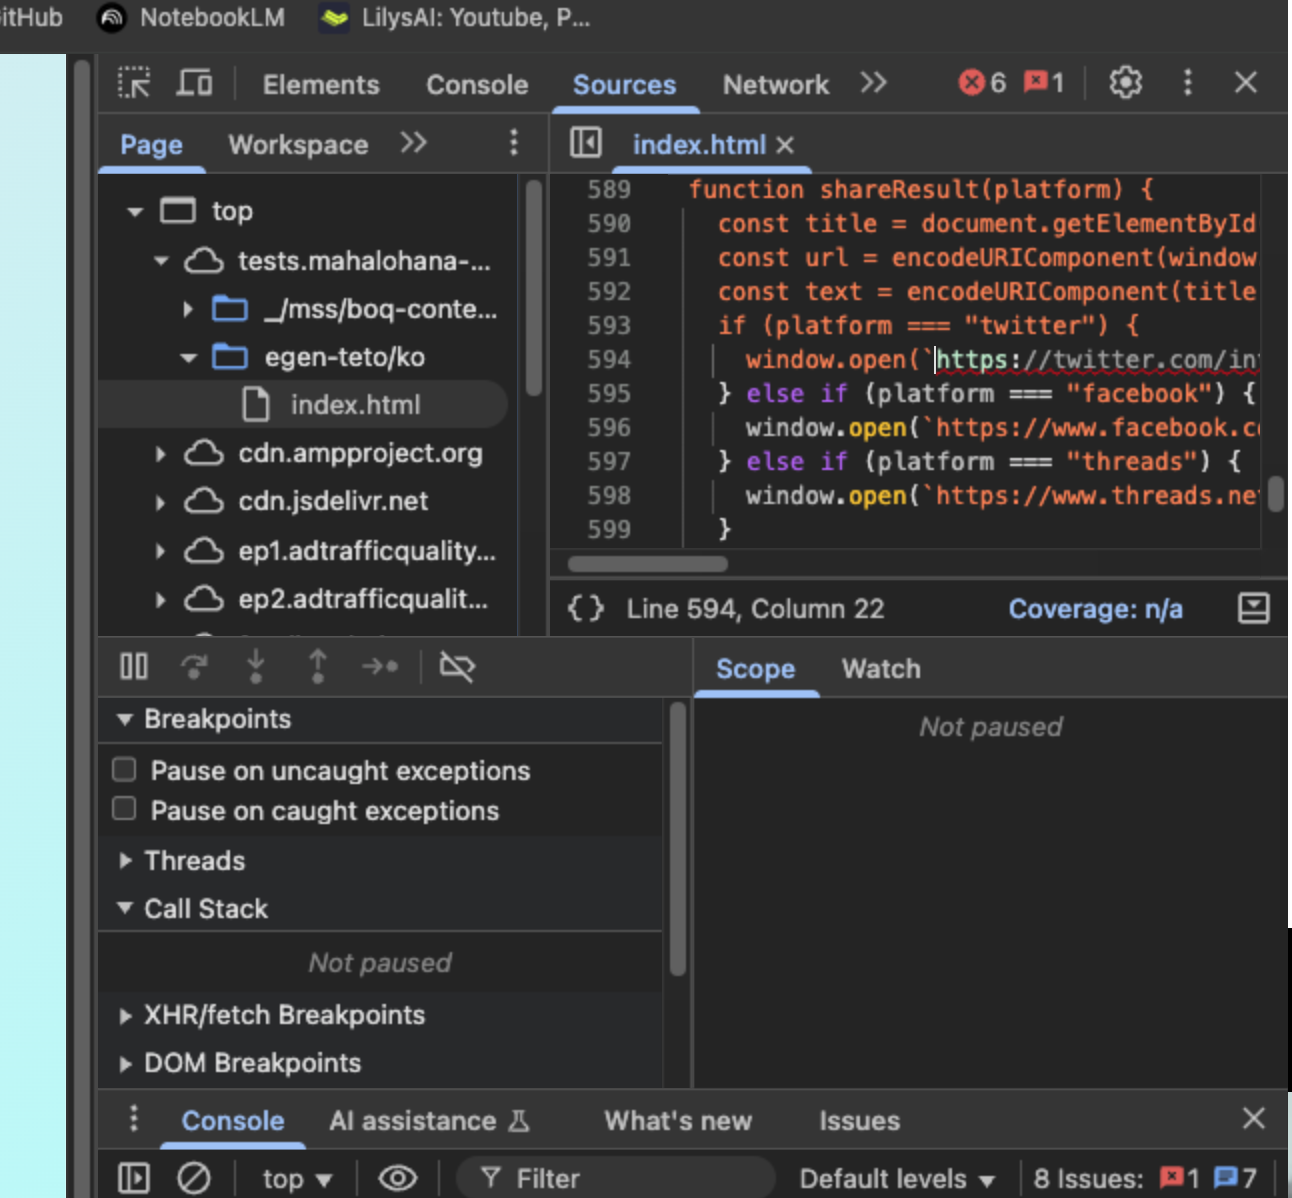 itHub NotebookLM LilysAI: Youtube, P...
Elements Console Sources Network 6 1
Page Workspace
index.html
top
tests.mahalohana-...
_/mss/boq-conte...
egen-teto/ko
index.html
cdn.ampproject.org
cdn.jsdelivr.net
ep1.adtrafficquality...
ep2.adtrafficqualit...
589 function shareResult(platform) {
590 const title = document.getElementById
591 const url = encodeURIComponent(window
592 const text = encodeURIComponent(title
593 if (platform === "twitter") {
594 window.open(`https://twitter.com/in
595 } else if (platform === "facebook") {
596 window.open(`https://www.facebook.c
597 } else if (platform === "threads") {
598 window.open(`https://www.threads.ne
599 }
{} Line 594, Column 22 Coverage: n/a
Scope Watch
Not paused
Breakpoints
Pause on uncaught exceptions
Pause on caught exceptions
Threads
Call Stack
Not paused
XHR/fetch Breakpoints
DOM Breakpoints
Console AI assistance What's new Issues
top Filter Default levels 8 Issues: 1 7